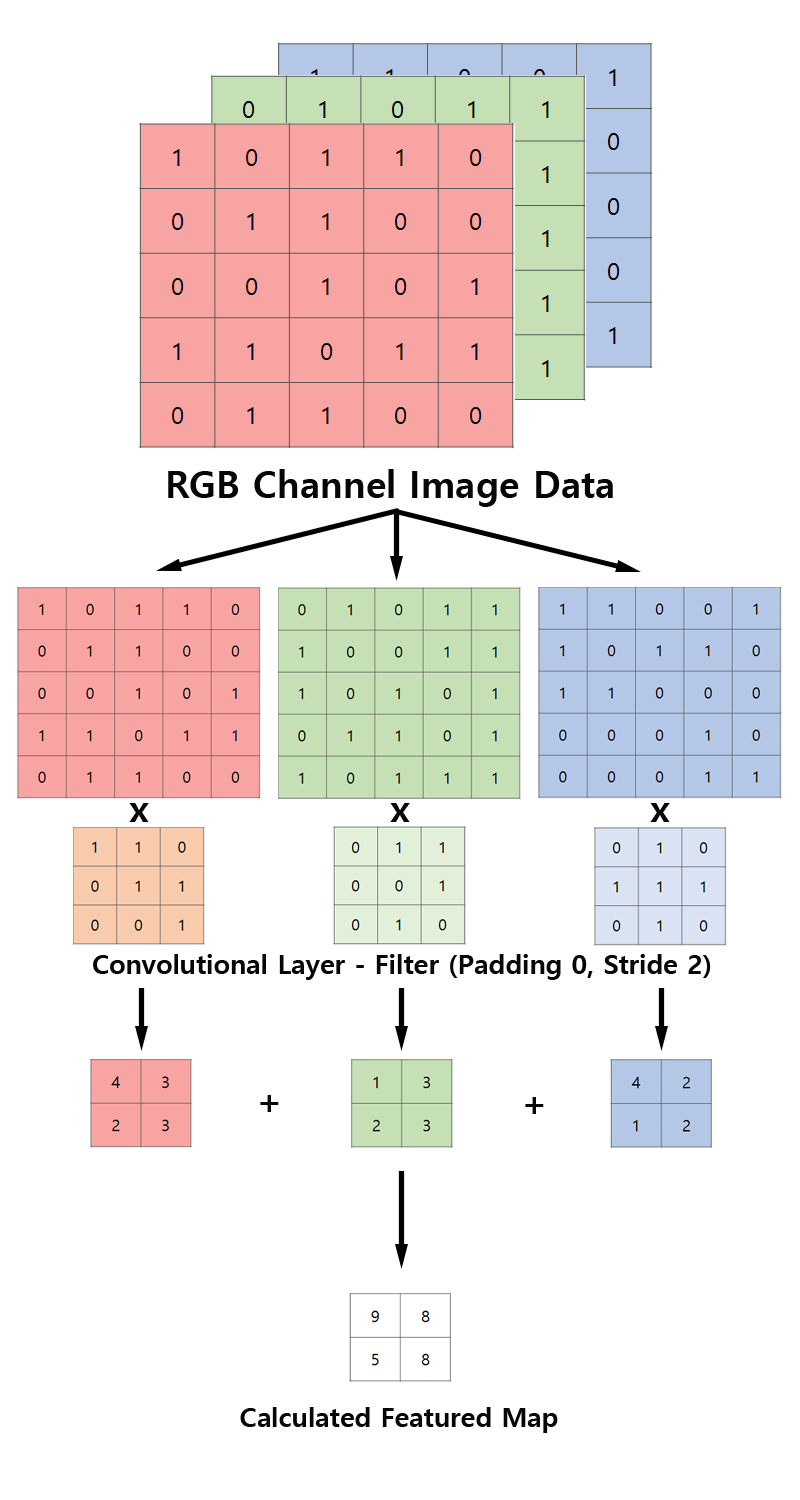 1 1 0 0 1
0 1 0 1 1
1 0 1 1 0
0
1
0 1 1 0 0
1
0
0 0 1 0 1
0
1
1 1 0 1 1
1
1
0 1 1 0 0
RGB Channel Image Data
1 0 1 1 0 0 1 0 1 1 1 1 0 0 1
0 1 1 0 0 1 0 0 1 1 1 0 1 1 0
0 0 1 0 1 1 0 1 0 1 1 1 0 0 0
1 1 0 1 1 0 1 1 0 1 0 0 0 1 0
0 1 1 0 0 1 0 1 1 1 0 0 0 1 1
X X X
1 1 0 0 1 1 0 1 0
0 1 1 0 0 1 1 1 1
0 0 1 0 1 0 0 1 0
Convolutional Layer - Filter (Padding 0, Stride 2)
4 3 1 3 4 2
+ +
2 3 2 3 1 2
9 8
5 8
Calculated Featured Map